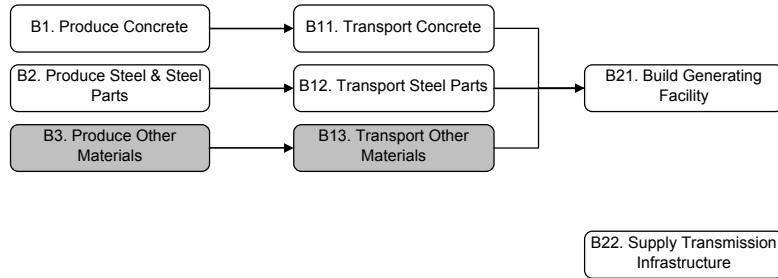 B1. Produce Concrete
B11. Transport Concrete
B2. Produce Steel & Steel
Parts
B12. Transport Steel Parts
B21. Build Generating
Facility
B3. Produce Other
Materials
B13. Transport Other
Materials
B22. Supply Transmission
Infrastructure